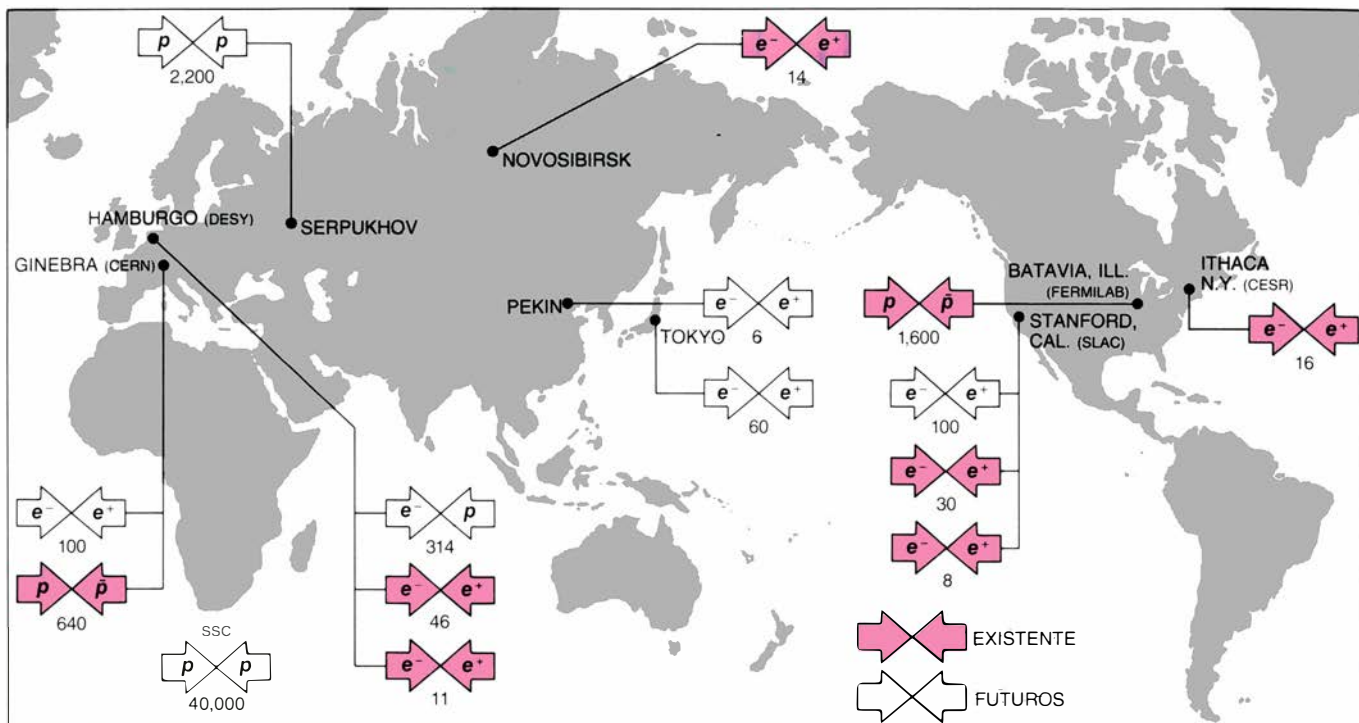 p p
2,200
e⁻ e⁺
14
NOVOSIBIRSK
HAMBURGO (DESY)
SERPUKHOV
GINEBRA (CERN)
PEKIN
e⁻ e⁺
6
TOKYO
e⁻ e⁺
60
BATAVIA, ILL.
(FERMILAB)
p p̄
1,600
STANFORD,
CAL. (SLAC)
ITHACA
N.Y. (CESR)
e⁻ e⁺
16
e⁻ e⁺
100
e⁻ e⁺
30
e⁻ e⁺
8
e⁻ e⁺
100
p p̄
640
e⁻ p
314
e⁻ e⁺
46
e⁻ e⁺
11
SSC
p p
40,000
EXISTENTE
FUTUROS